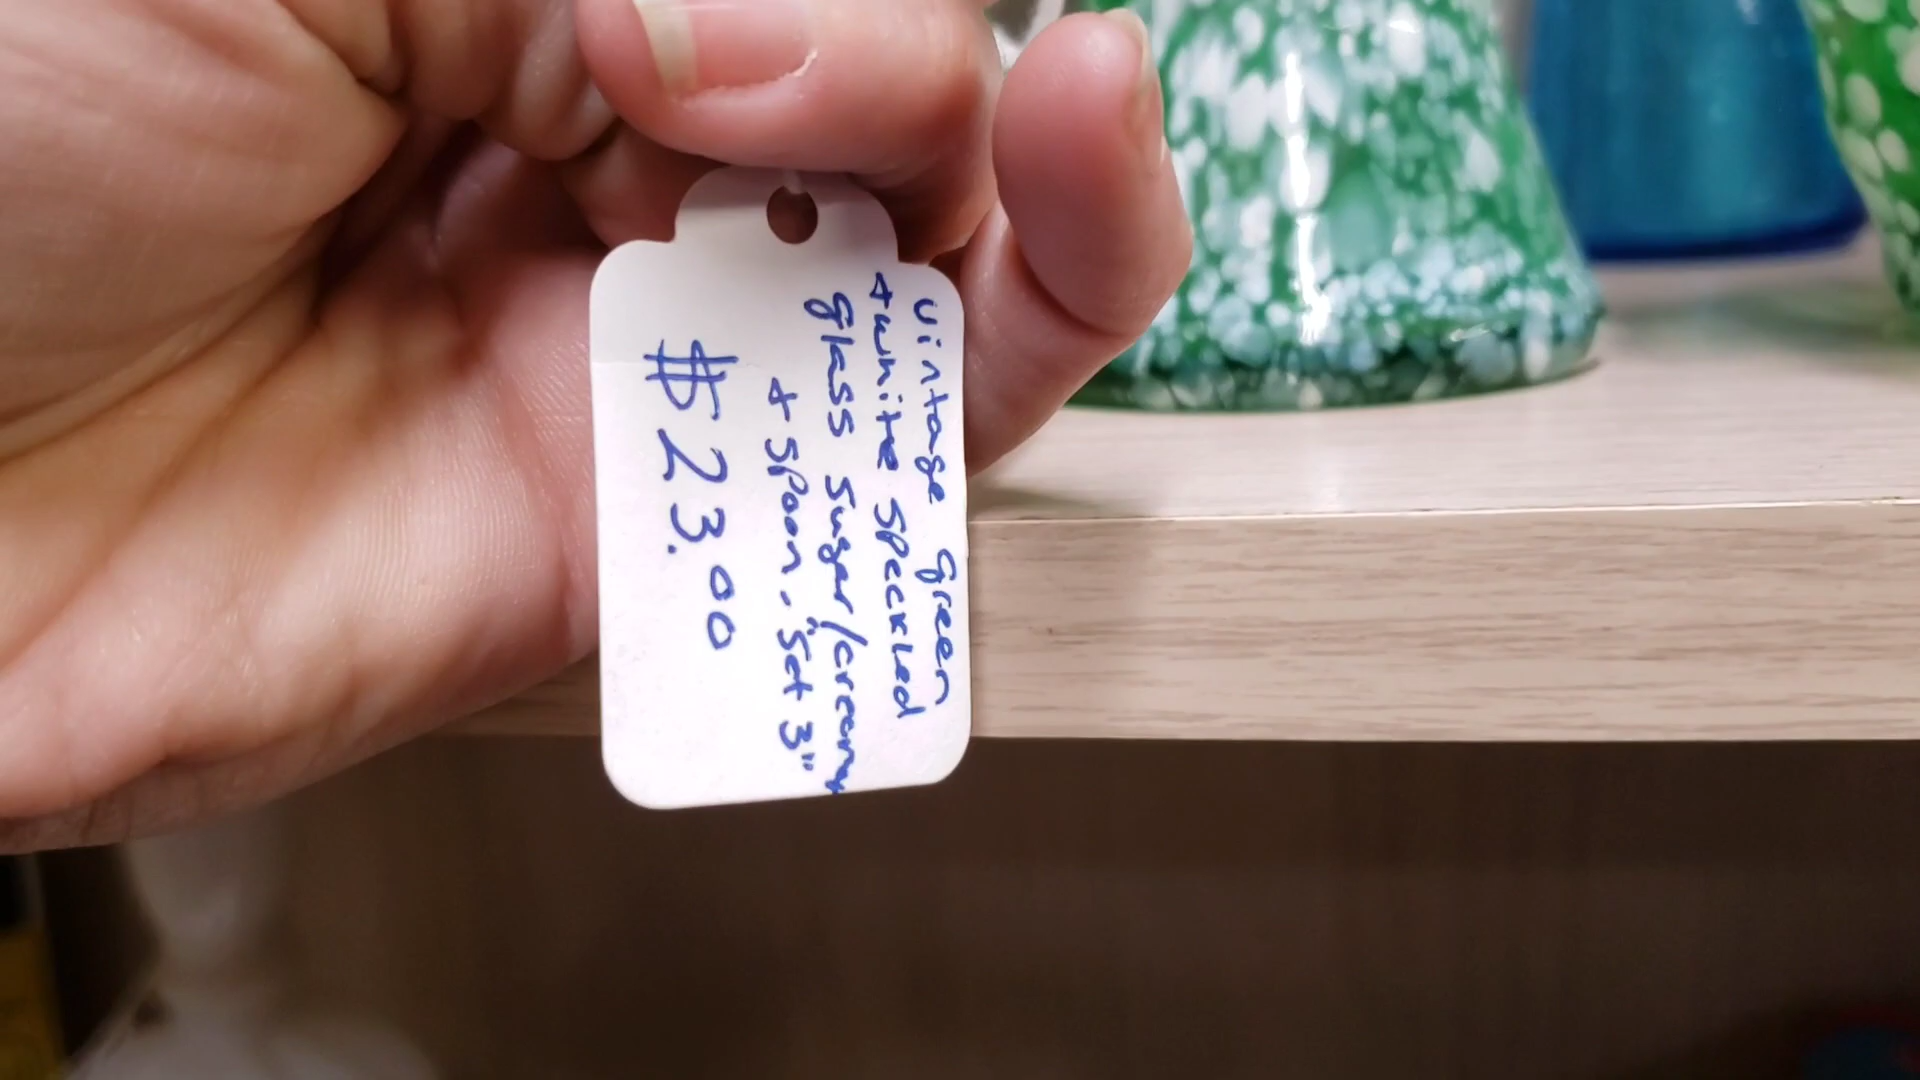 vintage green
+ white speckled
glass sugar/creamer
+ spoon. "Set 3"
$23.00